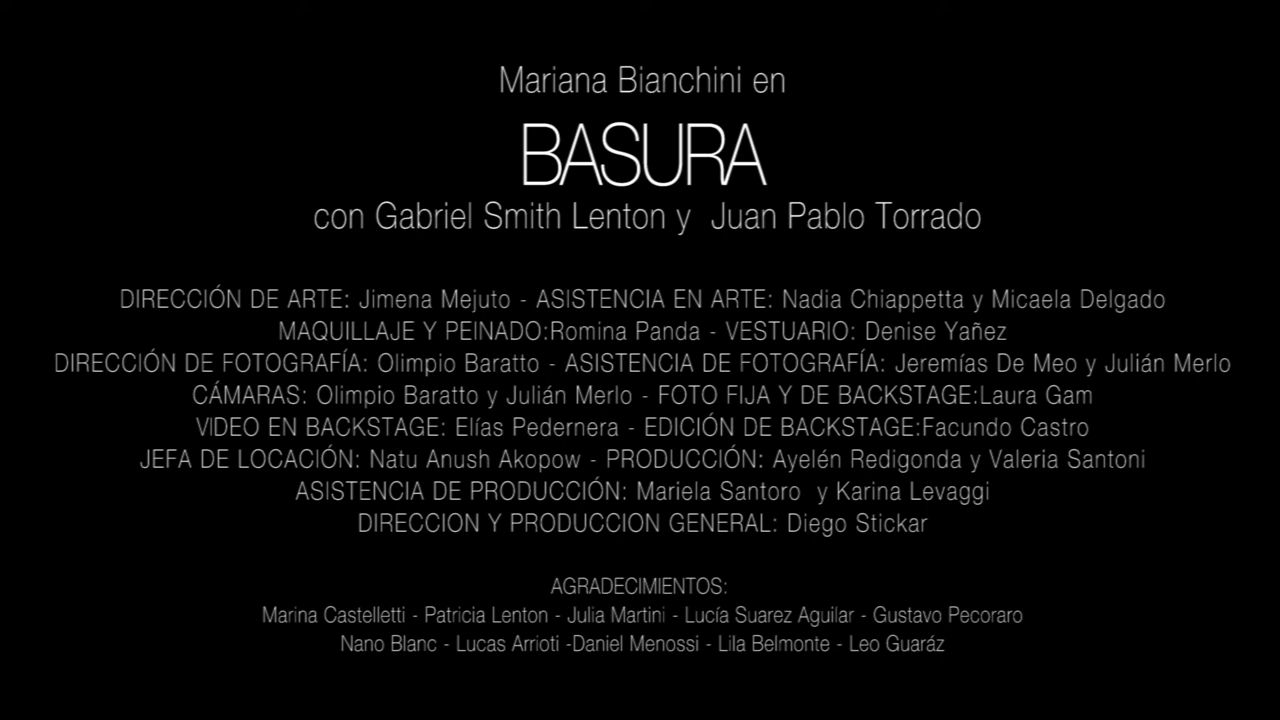 Mariana Bianchini en
BASURA
con Gabriel Smith Lenton y  Juan Pablo Torrado
DIRECCIÓN DE ARTE: Jimena Mejuto - ASISTENCIA EN ARTE: Nadia Chiappetta y Micaela Delgado
MAQUILLAJE Y PEINADO:Romina Panda - VESTUARIO: Denise Yañez
DIRECCIÓN DE FOTOGRAFÍA: Olimpio Baratto - ASISTENCIA DE FOTOGRAFÍA: Jeremías De Meo y Julián Merlo
CÁMARAS: Olimpio Baratto y Julián Merlo - FOTO FIJA Y DE BACKSTAGE:Laura Gam
VIDEO EN BACKSTAGE: Elías Pedernera - EDICIÓN DE BACKSTAGE:Facundo Castro
JEFA DE LOCACIÓN: Natu Anush Akopow - PRODUCCIÓN: Ayelén Redigonda y Valeria Santoni
ASISTENCIA DE PRODUCCIÓN: Mariela Santoro  y Karina Levaggi
DIRECCION Y PRODUCCION GENERAL: Diego Stickar
AGRADECIMIENTOS:
Marina Castelletti - Patricia Lenton - Julia Martini - Lucía Suarez Aguilar - Gustavo Pecoraro
Nano Blanc - Lucas Arrioti -Daniel Menossi - Lila Belmonte - Leo Guaráz